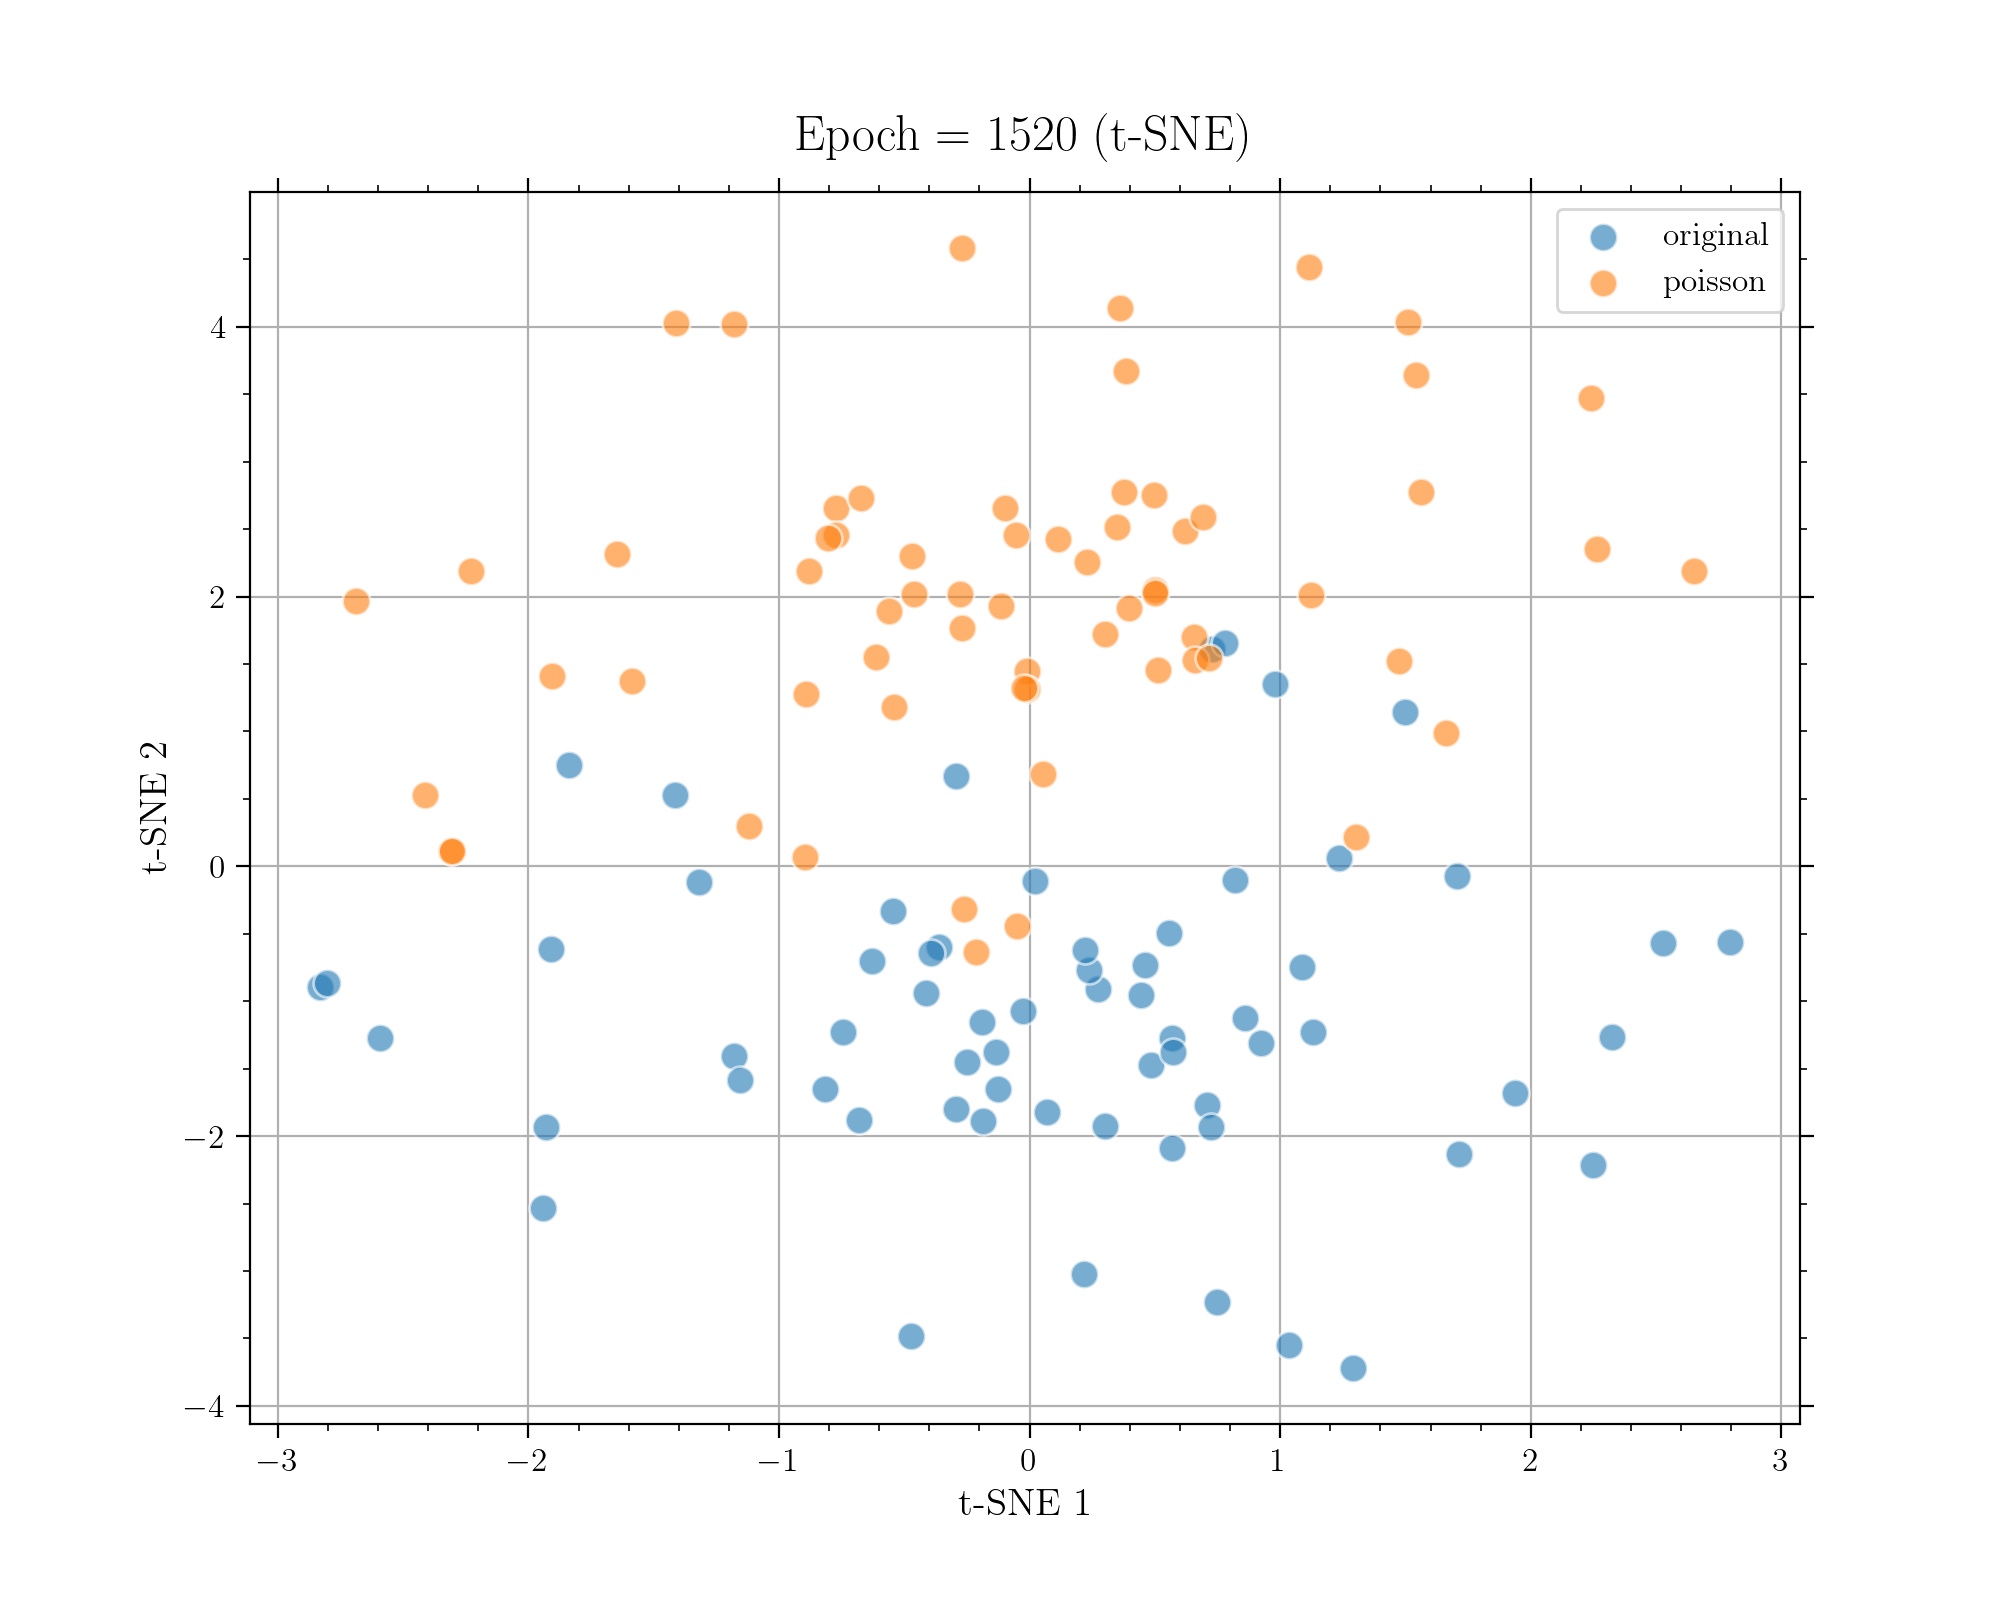 Epoch = 1520 (t-SNE)
original
poisson
4
2
0
−2
−4
t-SNE 2
−3 −2 −1 0 1 2 3
t-SNE 1